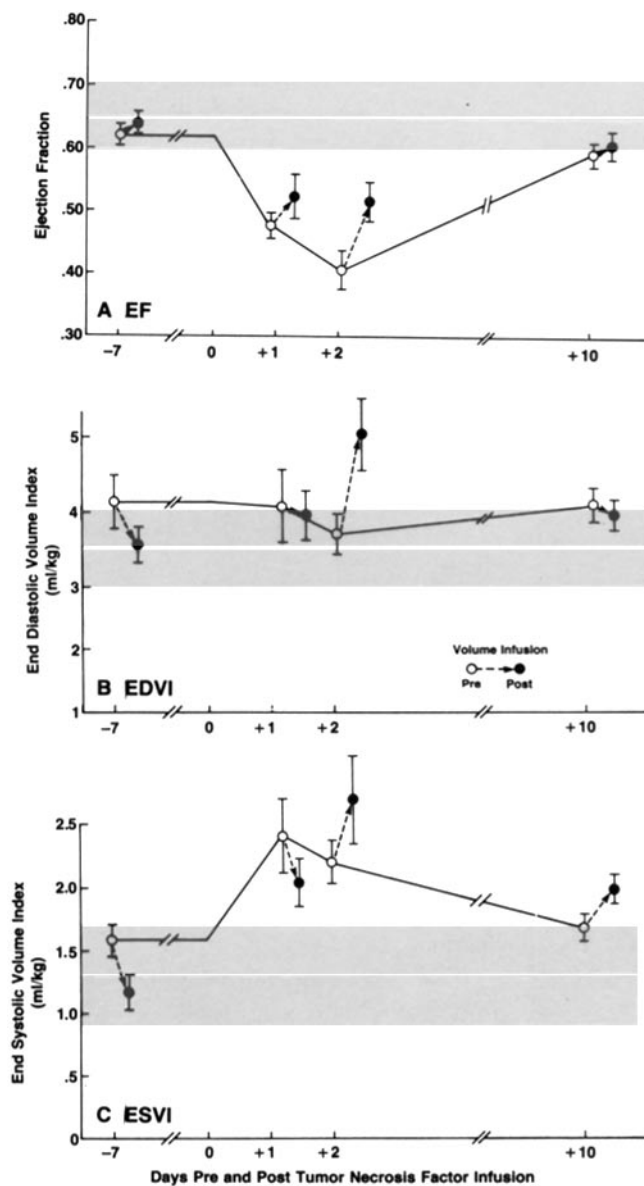 .80
.70
.60
.50
.40
.30
Ejection Fraction
A EF
-7
0
+1
+2
+10
5
4
3
2
1
End Diastolic Volume Index
(ml/kg)
Volume Infusion
Pre
Post
B EDVI
-7
0
+1
+2
+10
2.5
2.0
1.5
1.0
.5
0
End Systolic Volume Index
(ml/kg)
C ESVI
-7
0
+1
+2
+10
Days Pre and Post Tumor Necrosis Factor Infusion